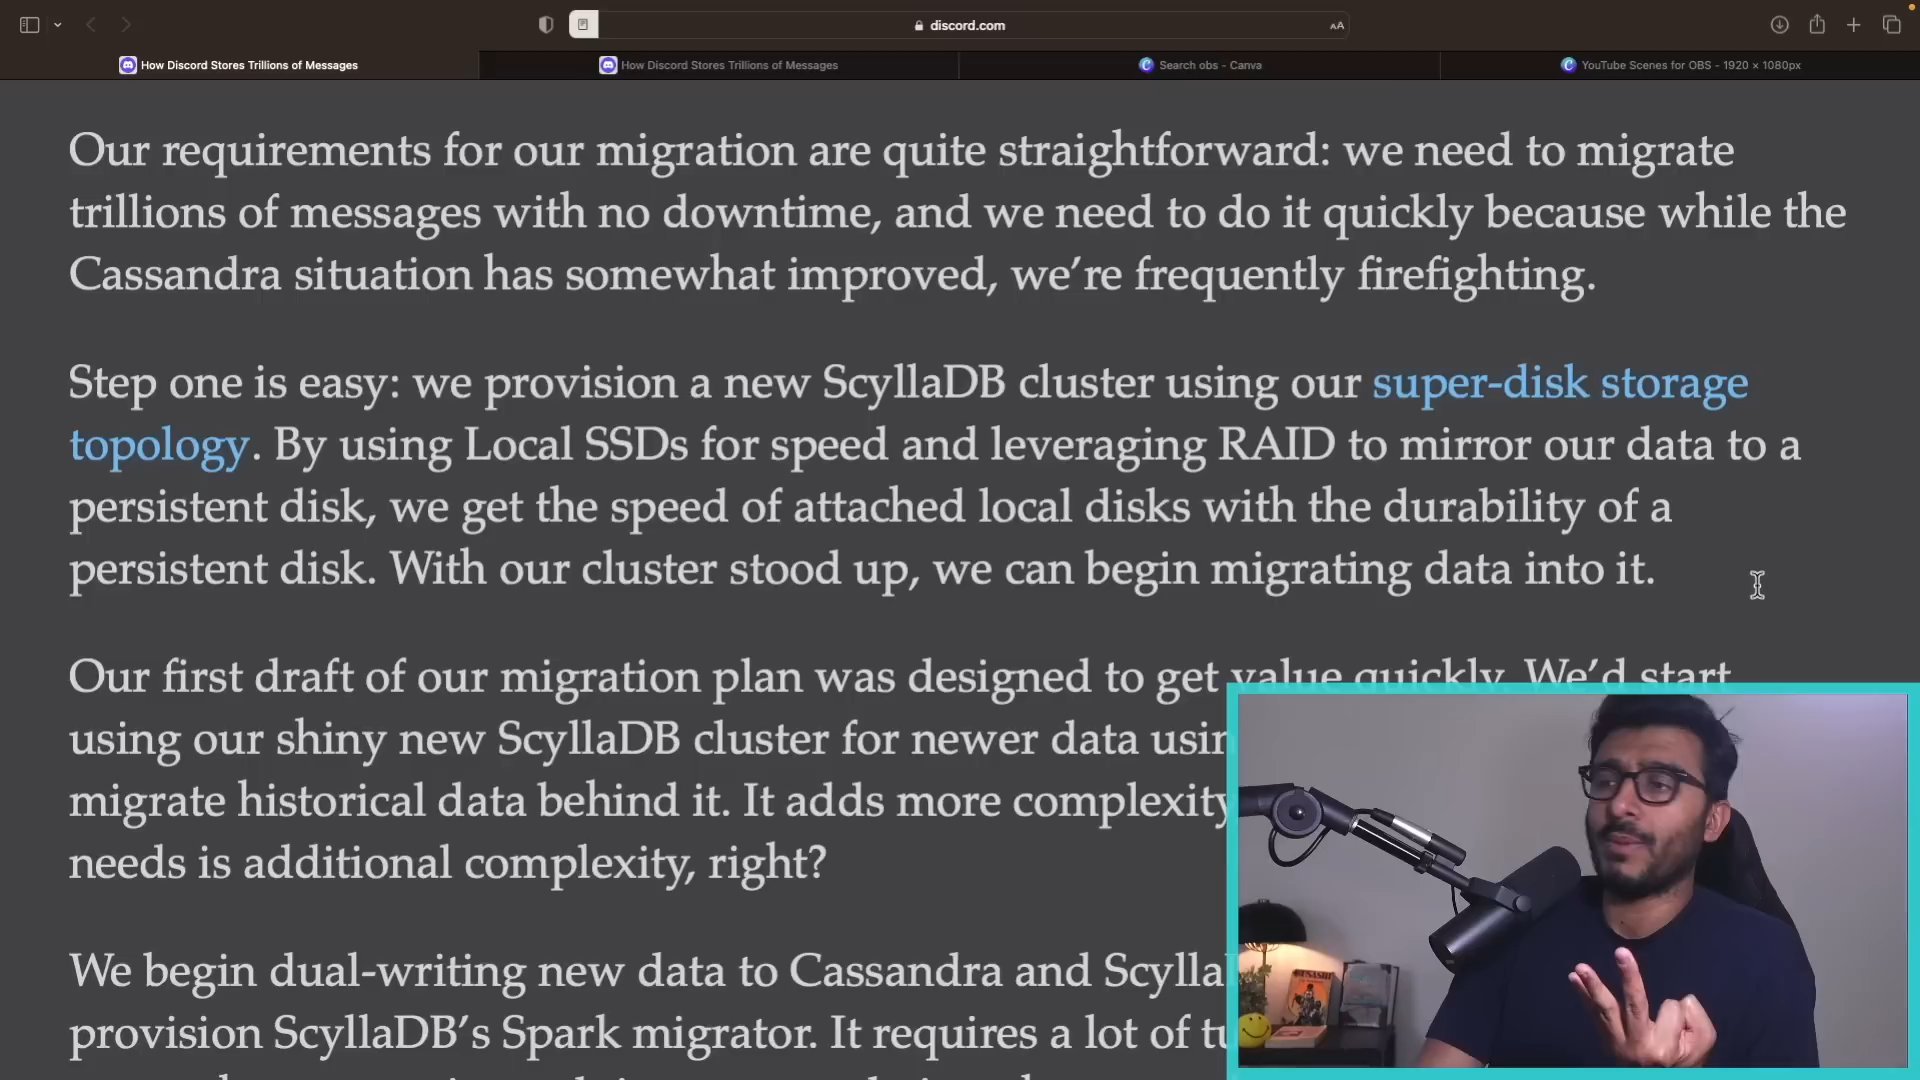 discord.com
How Discord Stores Trillions of Messages
How Discord Stores Trillions of Messages
Search obs - Canva
YouTube Scenes for OBS - 1920 × 1080px
Our requirements for our migration are quite straightforward: we need to migrate
trillions of messages with no downtime, and we need to do it quickly because while the
Cassandra situation has somewhat improved, we’re frequently firefighting.
Step one is easy: we provision a new ScyllaDB cluster using our super-disk storage
topology. By using Local SSDs for speed and leveraging RAID to mirror our data to a
persistent disk, we get the speed of attached local disks with the durability of a
persistent disk. With our cluster stood up, we can begin migrating data into it.
Our first draft of our migration plan was designed to get value quickly. We’d start
using our shiny new ScyllaDB cluster for newer data
migrate historical data behind it. It adds more complexity
needs is additional complexity, right?
We begin dual-writing new data to Cassandra and
provision ScyllaDB’s Spark migrator. It requires a lot of